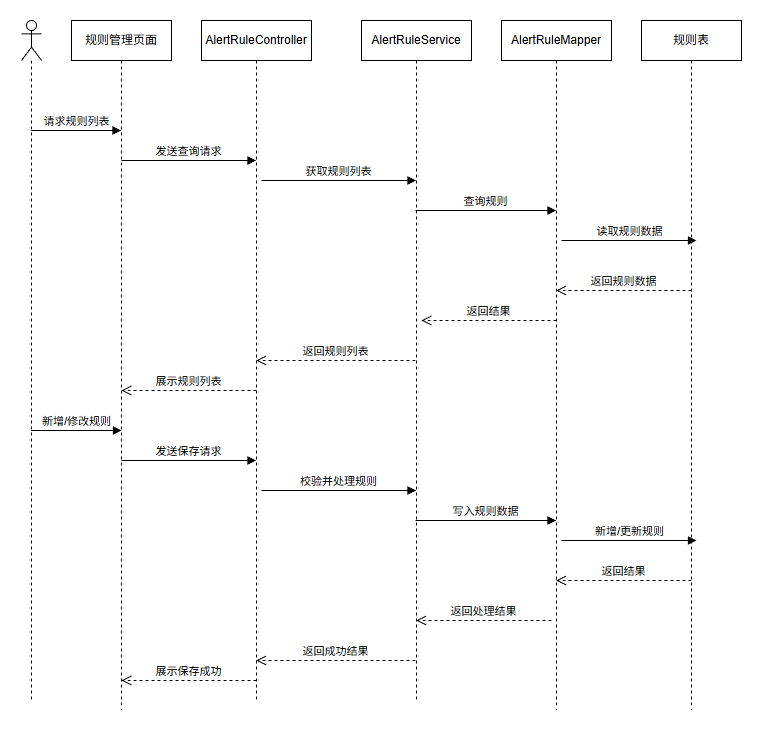 规则管理页面
AlertRuleController
AlertRuleService
AlertRuleMapper
规则表
请求规则列表
发送查询请求
获取规则列表
查询规则
读取规则数据
返回规则数据
返回结果
返回规则列表
展示规则列表
新增/修改规则
发送保存请求
校验并处理规则
写入规则数据
新增/更新规则
返回结果
返回处理结果
返回成功结果
展示保存成功